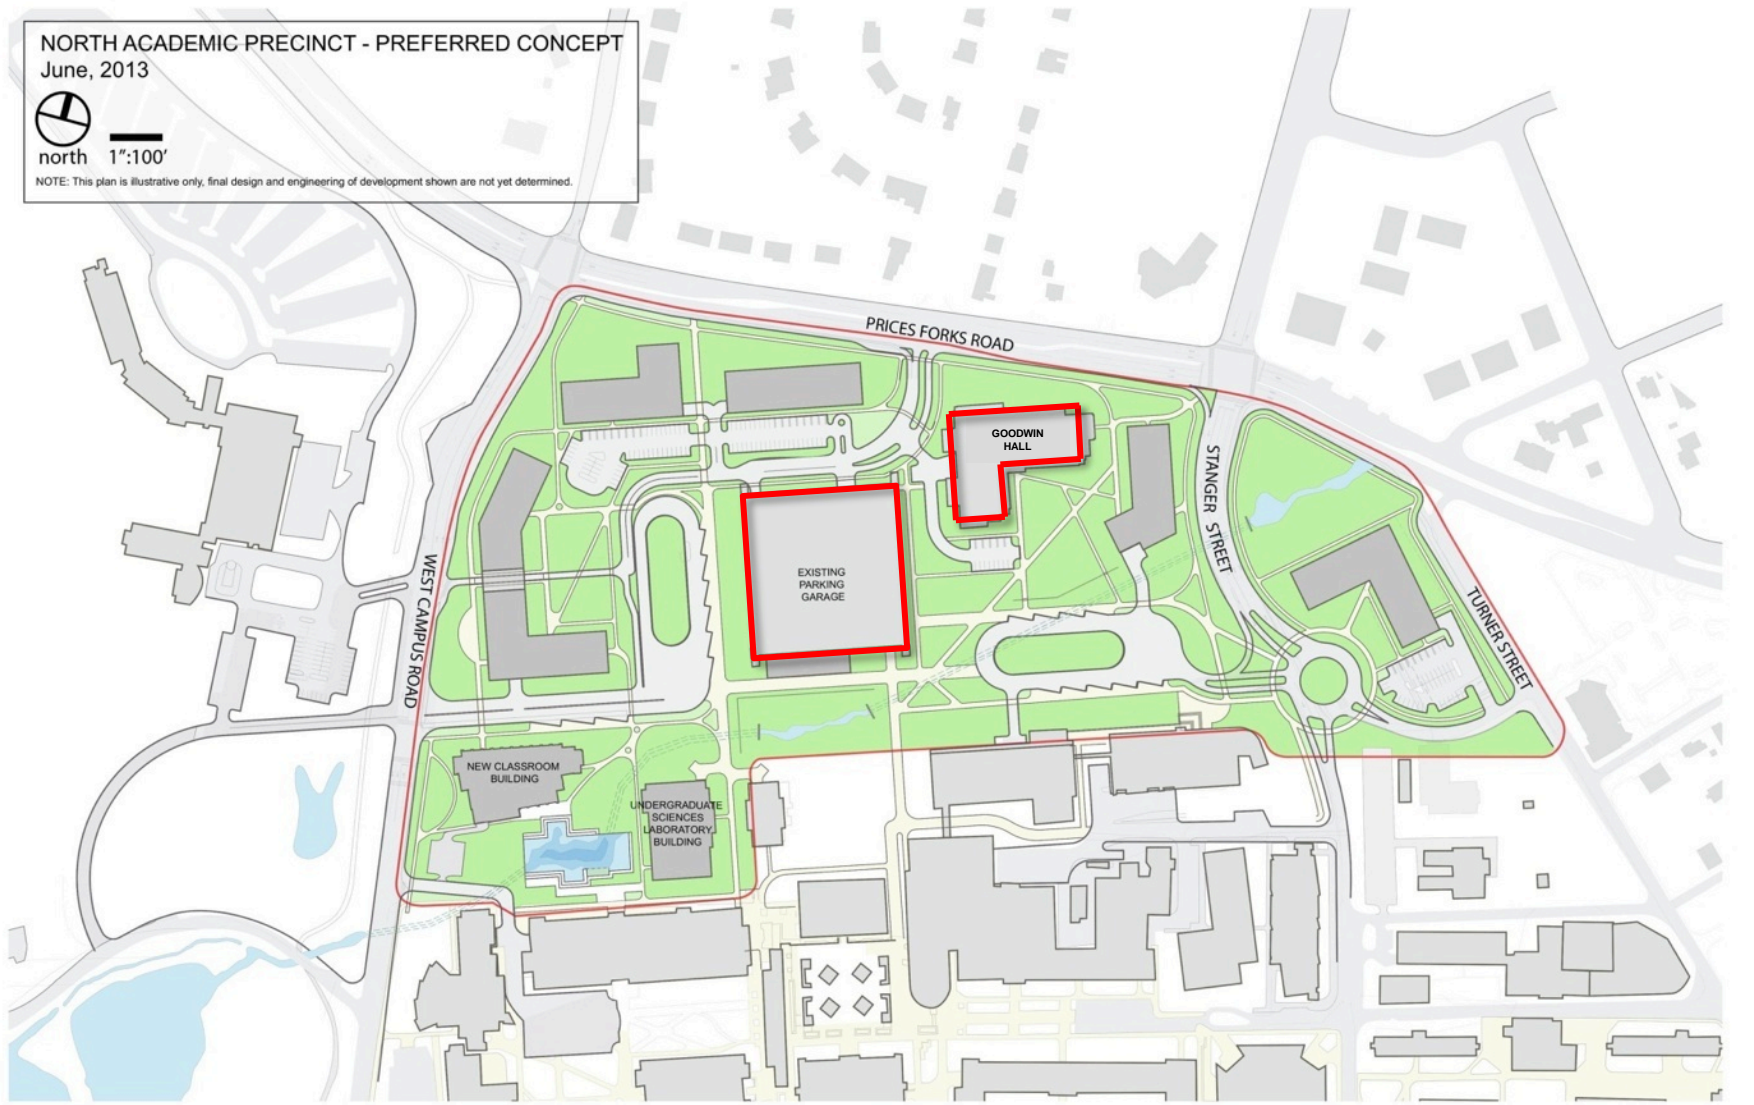 NORTH ACADEMIC PRECINCT - PREFERRED CONCEPT
June, 2013
north
1":100'
NOTE: This plan is illustrative only, final design and engineering of development shown are not yet determined.
PRICES FORKS ROAD
GOODWIN
HALL
STANGER STREET
EXISTING
PARKING
GARAGE
WEST CAMPUS ROAD
TURNER STREET
NEW CLASSROOM
BUILDING
UNDERGRADUATE
SCIENCES
LABORATORY
BUILDING